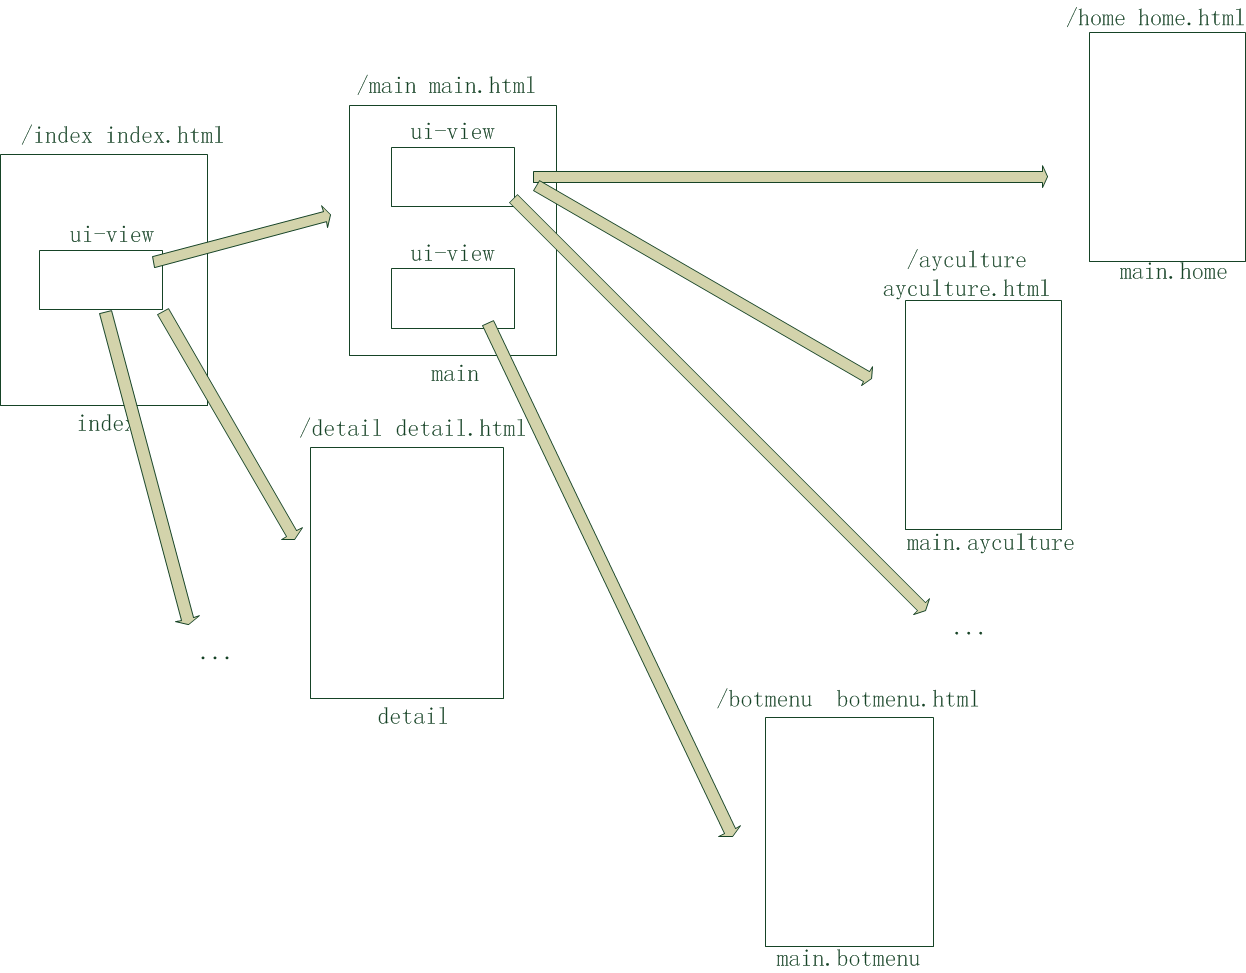 /home home.html
/main main.html
ui-view
/index index.html
ui-view
ui-view
/ayculture
ayculture.html
main.home
main
index
/detail detail.html
main.ayculture
...
...
/botmenu  botmenu.html
detail
main.botmenu